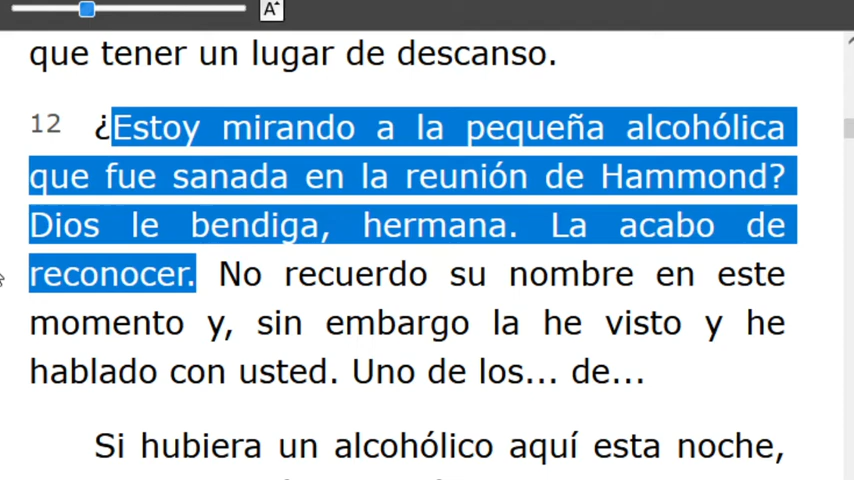 A
que tener un lugar de descanso.
12 ¿Estoy mirando a la pequeña alcohólica
que fue sanada en la reunión de Hammond?
Dios le bendiga, hermana. La acabo de
reconocer. No recuerdo su nombre en este
momento y, sin embargo la he visto y he
hablado con usted. Uno de los... de...
Si hubiera un alcohólico aquí esta noche,